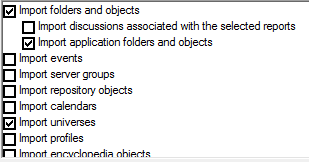 Import folders and objects
Import discussions associated with the selected reports
Import application folders and objects
Import events
Import server groups
Import repository objects
Import calendars
Import universes
Import profiles
Import encyclopedia objects